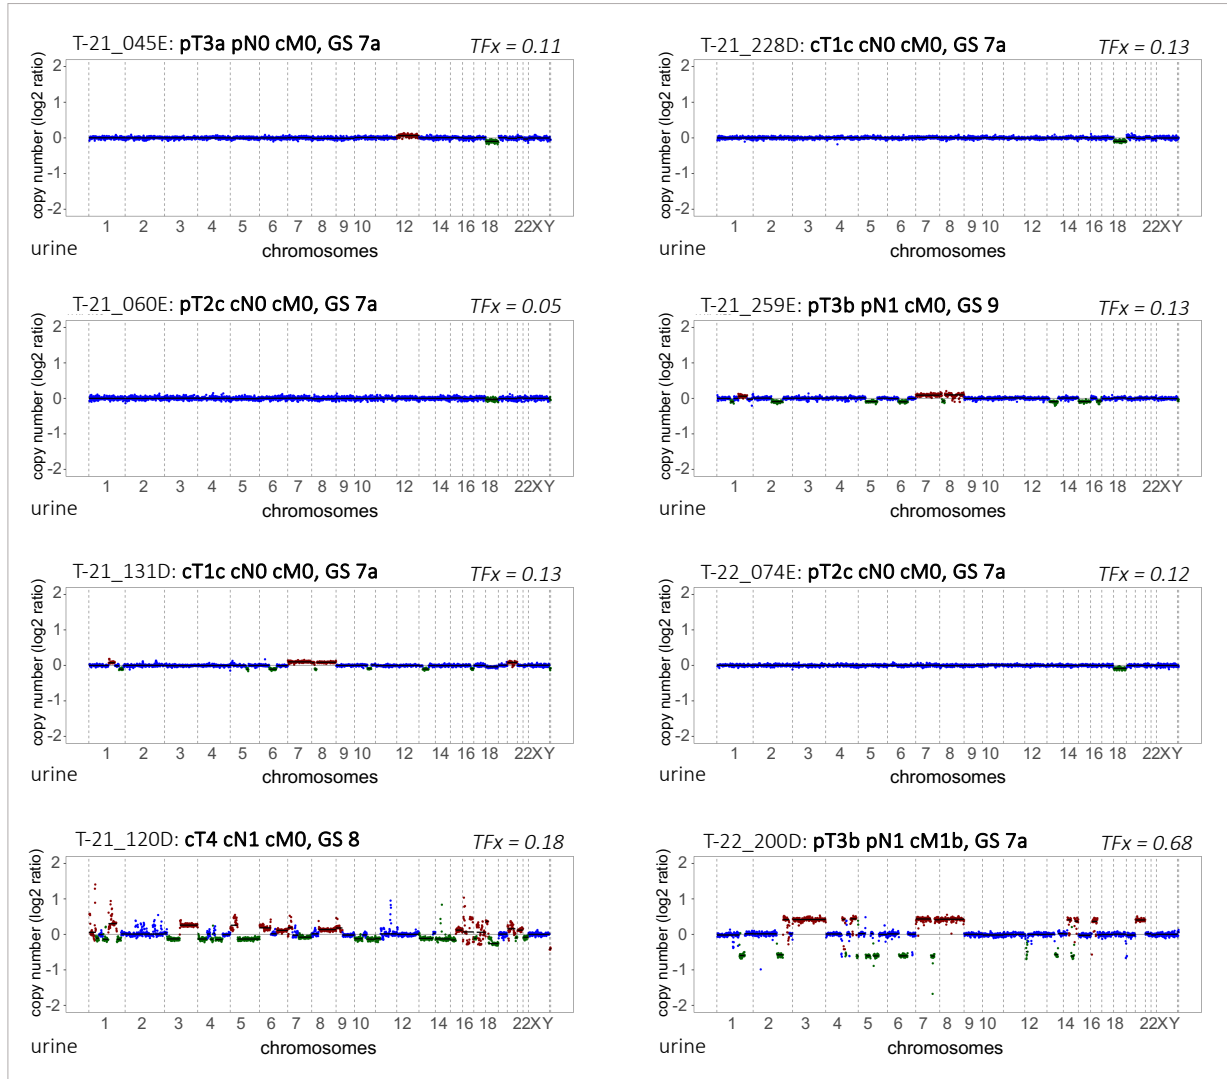 T-21_045E: pT3a pN0 cM0, GS 7a TFx = 0.11
copy number (log2 ratio)
2
1
0
-1
-2
1 2 3 4 5 6 7 8 9 10 12 14 16 18 22XY
urine chromosomes
T-21_228D: cT1c cN0 cM0, GS 7a TFx = 0.13
copy number (log2 ratio)
2
1
0
-1
-2
1 2 3 4 5 6 7 8 9 10 12 14 16 18 22XY
urine chromosomes
T-21_060E: pT2c cN0 cM0, GS 7a TFx = 0.05
copy number (log2 ratio)
2
1
0
-1
-2
1 2 3 4 5 6 7 8 9 10 12 14 16 18 22XY
urine chromosomes
T-21_259E: pT3b pN1 cM0, GS 9 TFx = 0.13
copy number (log2 ratio)
2
1
0
-1
-2
1 2 3 4 5 6 7 8 9 10 12 14 16 18 22XY
urine chromosomes
T-21_131D: cT1c cN0 cM0, GS 7a TFx = 0.13
copy number (log2 ratio)
2
1
0
-1
-2
1 2 3 4 5 6 7 8 9 10 12 14 16 18 22XY
urine chromosomes
T-22_074E: pT2c cN0 cM0, GS 7a TFx = 0.12
copy number (log2 ratio)
2
1
0
-1
-2
1 2 3 4 5 6 7 8 9 10 12 14 16 18 22XY
urine chromosomes
T-21_120D: cT4 cN1 cM0, GS 8 TFx = 0.18
copy number (log2 ratio)
2
1
0
-1
-2
1 2 3 4 5 6 7 8 9 10 12 14 16 18 22XY
urine chromosomes
T-22_200D: pT3b pN1 cM1b, GS 7a TFx = 0.68
copy number (log2 ratio)
2
1
0
-1
-2
1 2 3 4 5 6 7 8 9 10 12 14 16 18 22XY
urine chromosomes